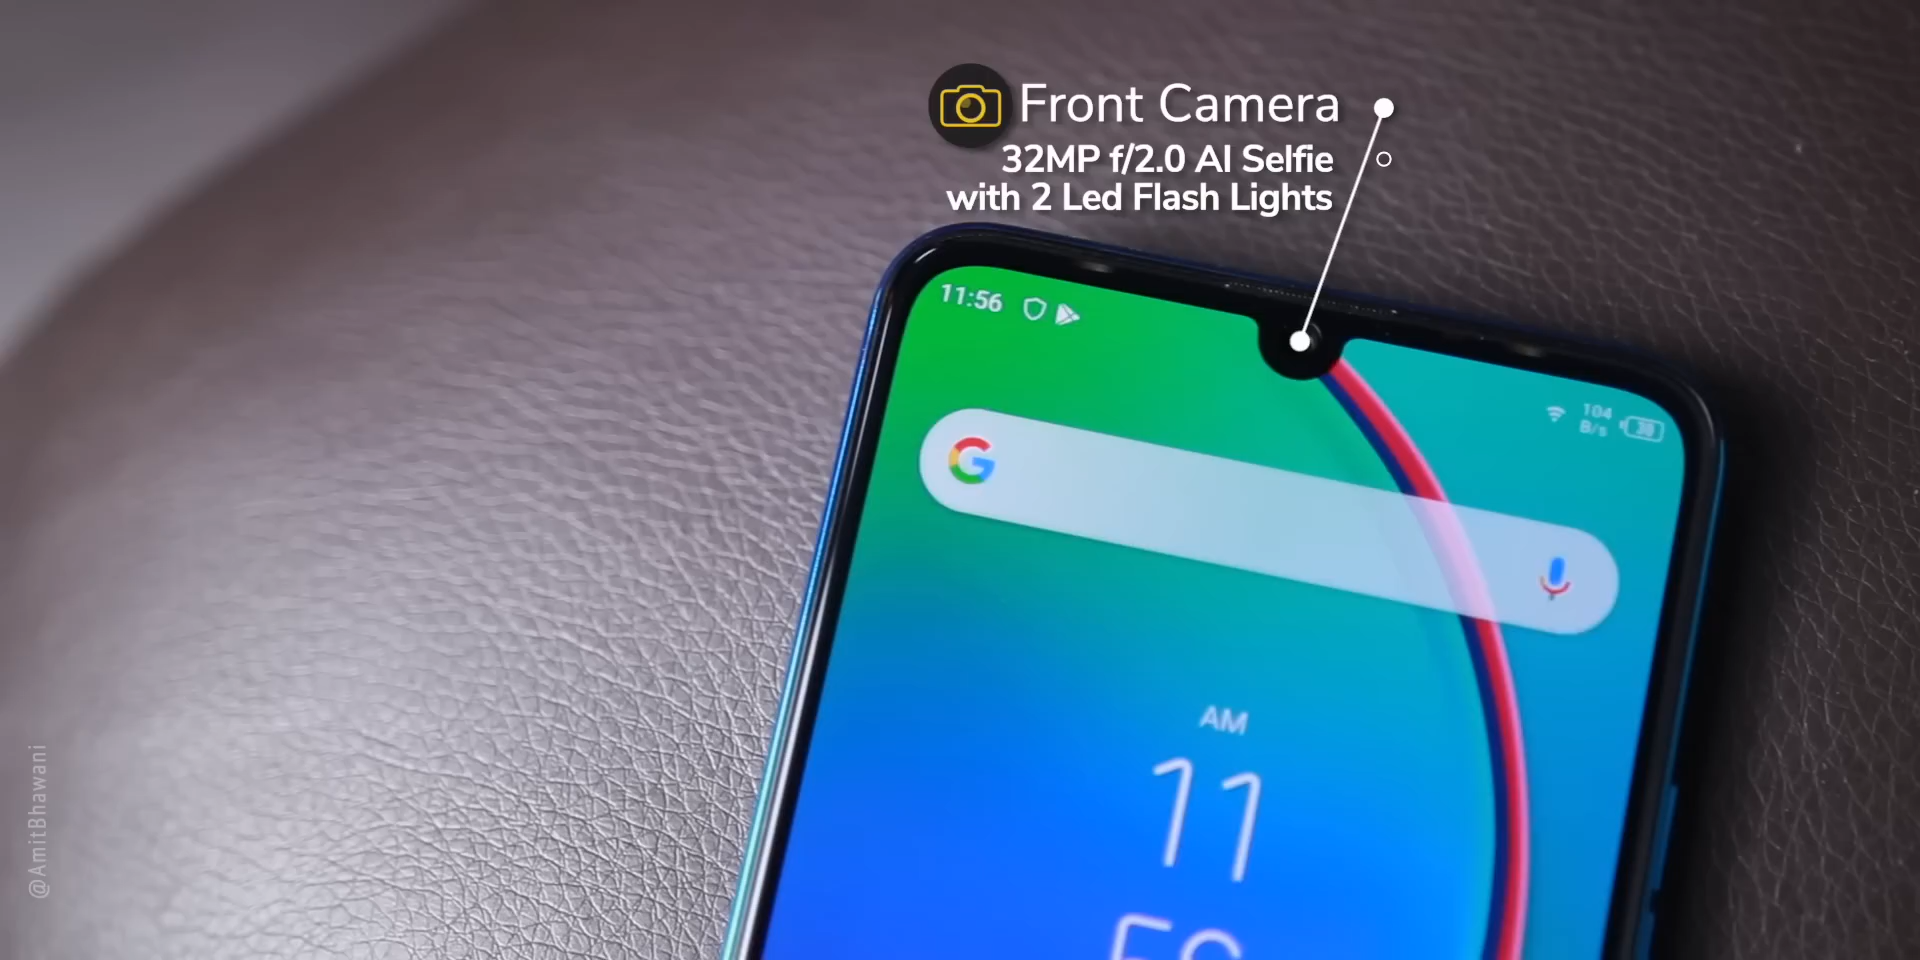 Front Camera
32MP f/2.0 AI Selfie
with 2 Led Flash Lights
11:56
104
B/s
G
AM
11
@AmitBhawani